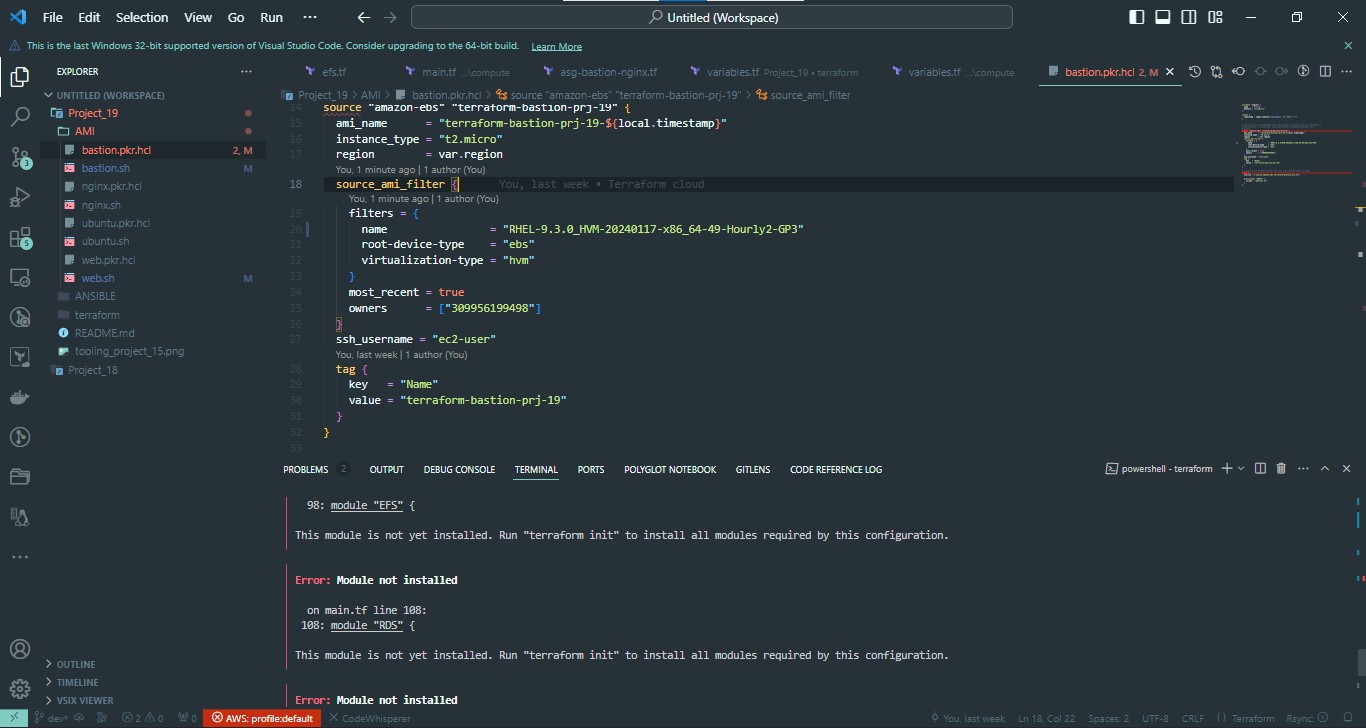 File Edit Selection View Go Run ··· Untitled (Workspace)
This is the last Windows 32-bit supported version of Visual Studio Code. Consider upgrading to the 64-bit build. Learn More
EXPLORER ···
efs.tf main.tf ...\compute asg-bastion-nginx.tf variables.tf Project_19 • terraform variables.tf ...\compute bastion.pkr.hcl 2, M
UNTITLED (WORKSPACE)
Project_19
AMI
bastion.pkr.hcl 2, M
bastion.sh M
nginx.pkr.hcl
nginx.sh
ubuntu.pkr.hcl
ubuntu.sh
web.pkr.hcl
web.sh M
ANSIBLE
terraform
README.md
tooling_project_15.png
Project_18
3
5
OUTLINE
TIMELINE
VSIX VIEWER
Project_19 > AMI > bastion.pkr.hcl > source "amazon-ebs" "terraform-bastion-prj-19" > source_ami_filter
14 source "amazon-ebs" "terraform-bastion-prj-19" {
15 ami_name = "terraform-bastion-prj-19-${local.timestamp}"
16 instance_type = "t2.micro"
17 region = var.region
You, 1 minute ago | 1 author (You)
18 source_ami_filter { You, last week • Terraform cloud
You, 1 minute ago | 1 author (You)
19 filters = {
20 name = "RHEL-9.3.0_HVM-20240117-x86_64-49-Hourly2-GP3"
21 root-device-type = "ebs"
22 virtualization-type = "hvm"
23 }
24 most_recent = true
25 owners = ["309956199498"]
26 }
27 ssh_username = "ec2-user"
You, last week | 1 author (You)
28 tag {
29 key = "Name"
30 value = "terraform-bastion-prj-19"
31 }
32 }
33
PROBLEMS 2 OUTPUT DEBUG CONSOLE TERMINAL PORTS POLYGLOT NOTEBOOK GITLENS CODE REFERENCE LOG powershell - terraform
98: module "EFS" {
This module is not yet installed. Run "terraform init" to install all modules required by this configuration.
Error: Module not installed
on main.tf line 108:
108: module "RDS" {
This module is not yet installed. Run "terraform init" to install all modules required by this configuration.
Error: Module not installed
dev* 2 0 0 AWS: profile:default CodeWhisperer You, last week Ln 18, Col 22 Spaces: 2 UTF-8 CRLF Terraform Rsync: